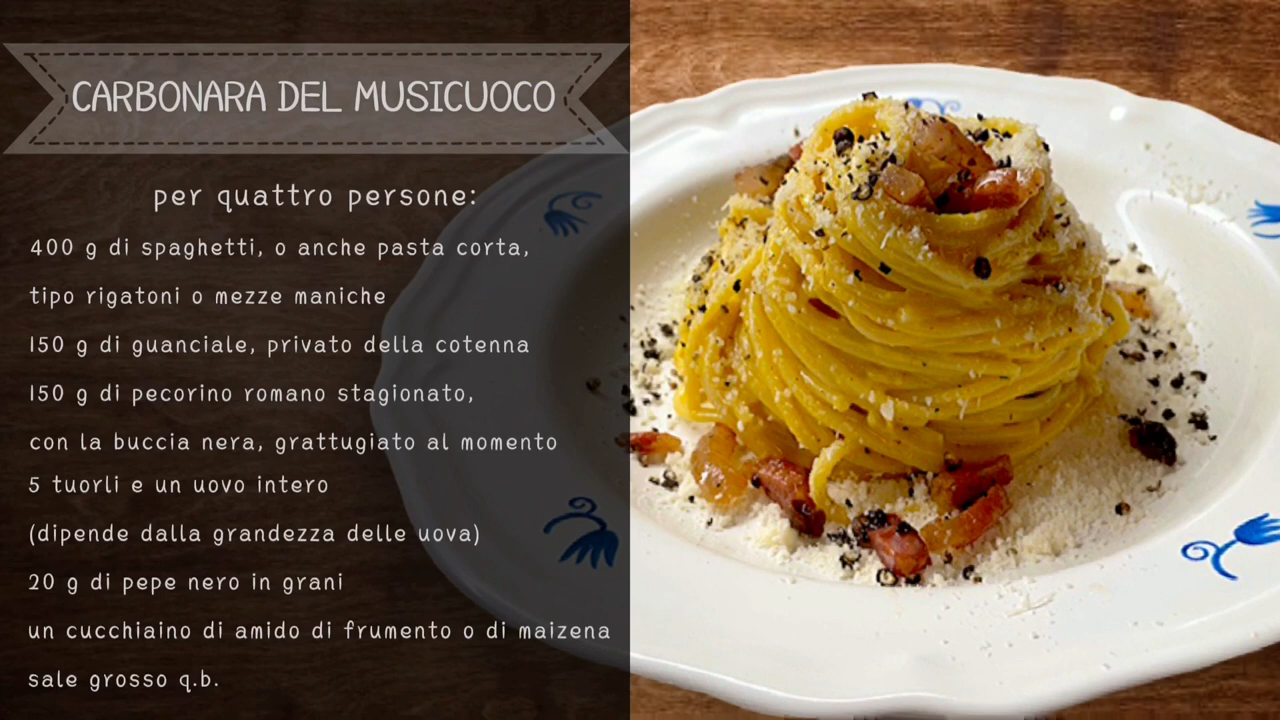 CARBONARA DEL MUSICUOCO
per quattro persone:
400 g di spaghetti, o anche pasta corta,
tipo rigatoni o mezze maniche
150 g di guanciale, privato della cotenna
150 g di pecorino romano stagionato,
con la buccia nera, grattugiato al momento
5 tuorli e un uovo intero
(dipende dalla grandezza delle uova)
20 g di pepe nero in grani
un cucchiaino di amido di frumento o di maizena
sale grosso q.b.